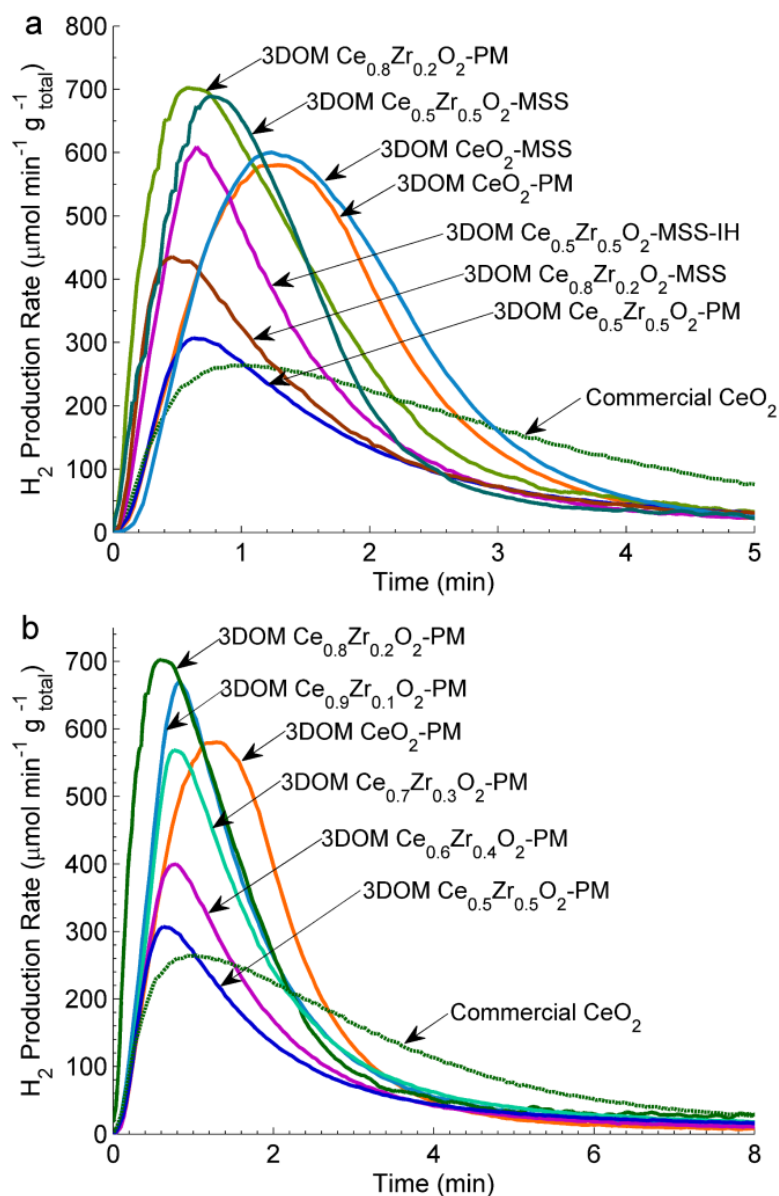 a
800
700
600
500
400
300
200
100
0
H₂ Production Rate (μmol min⁻¹ g⁻¹total)
3DOM Ce₀.₈Zr₀.₂O₂-PM
3DOM Ce₀.₅Zr₀.₅O₂-MSS
3DOM CeO₂-MSS
3DOM CeO₂-PM
3DOM Ce₀.₅Zr₀.₅O₂-MSS-IH
3DOM Ce₀.₈Zr₀.₂O₂-MSS
3DOM Ce₀.₅Zr₀.₅O₂-PM
Commercial CeO₂
0 1 2 3 4 5
Time (min)
b
700
600
500
400
300
200
100
0
H₂ Production Rate (μmol min⁻¹ g⁻¹total)
3DOM Ce₀.₈Zr₀.₂O₂-PM
3DOM Ce₀.₉Zr₀.₁O₂-PM
3DOM CeO₂-PM
3DOM Ce₀.₇Zr₀.₃O₂-PM
3DOM Ce₀.₆Zr₀.₄O₂-PM
3DOM Ce₀.₅Zr₀.₅O₂-PM
Commercial CeO₂
0 2 4 6 8
Time (min)